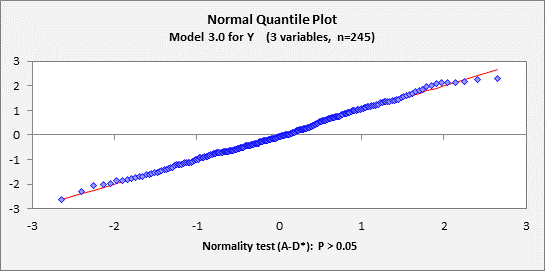 Normal Quantile Plot
Model 3.0 for Y (3 variables, n=245)
3
2
1
0
-1
-2
-3
-3 -2 -1 0 1 2 3
Normality test (A-D*): P > 0.05